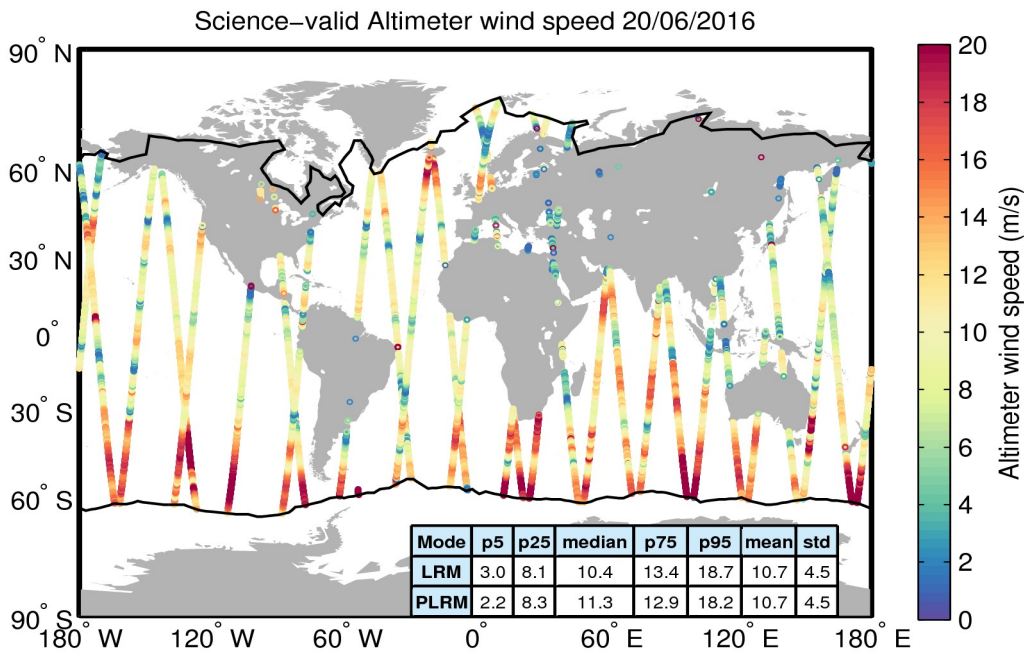 Science−valid Altimeter wind speed 20/06/2016
90° N
60° N
30° N
0°
30° S
60° S
90° S
180° W
120° W
60° W
0°
60° E
120° E
180° E
Mode p5 p25 median p75 p95 mean std
LRM 3.0 8.1 10.4 13.4 18.7 10.7 4.5
PLRM 2.2 8.3 11.3 12.9 18.2 10.7 4.5
20
18
16
14
12
10
8
6
4
2
0
Altimeter wind speed (m/s)